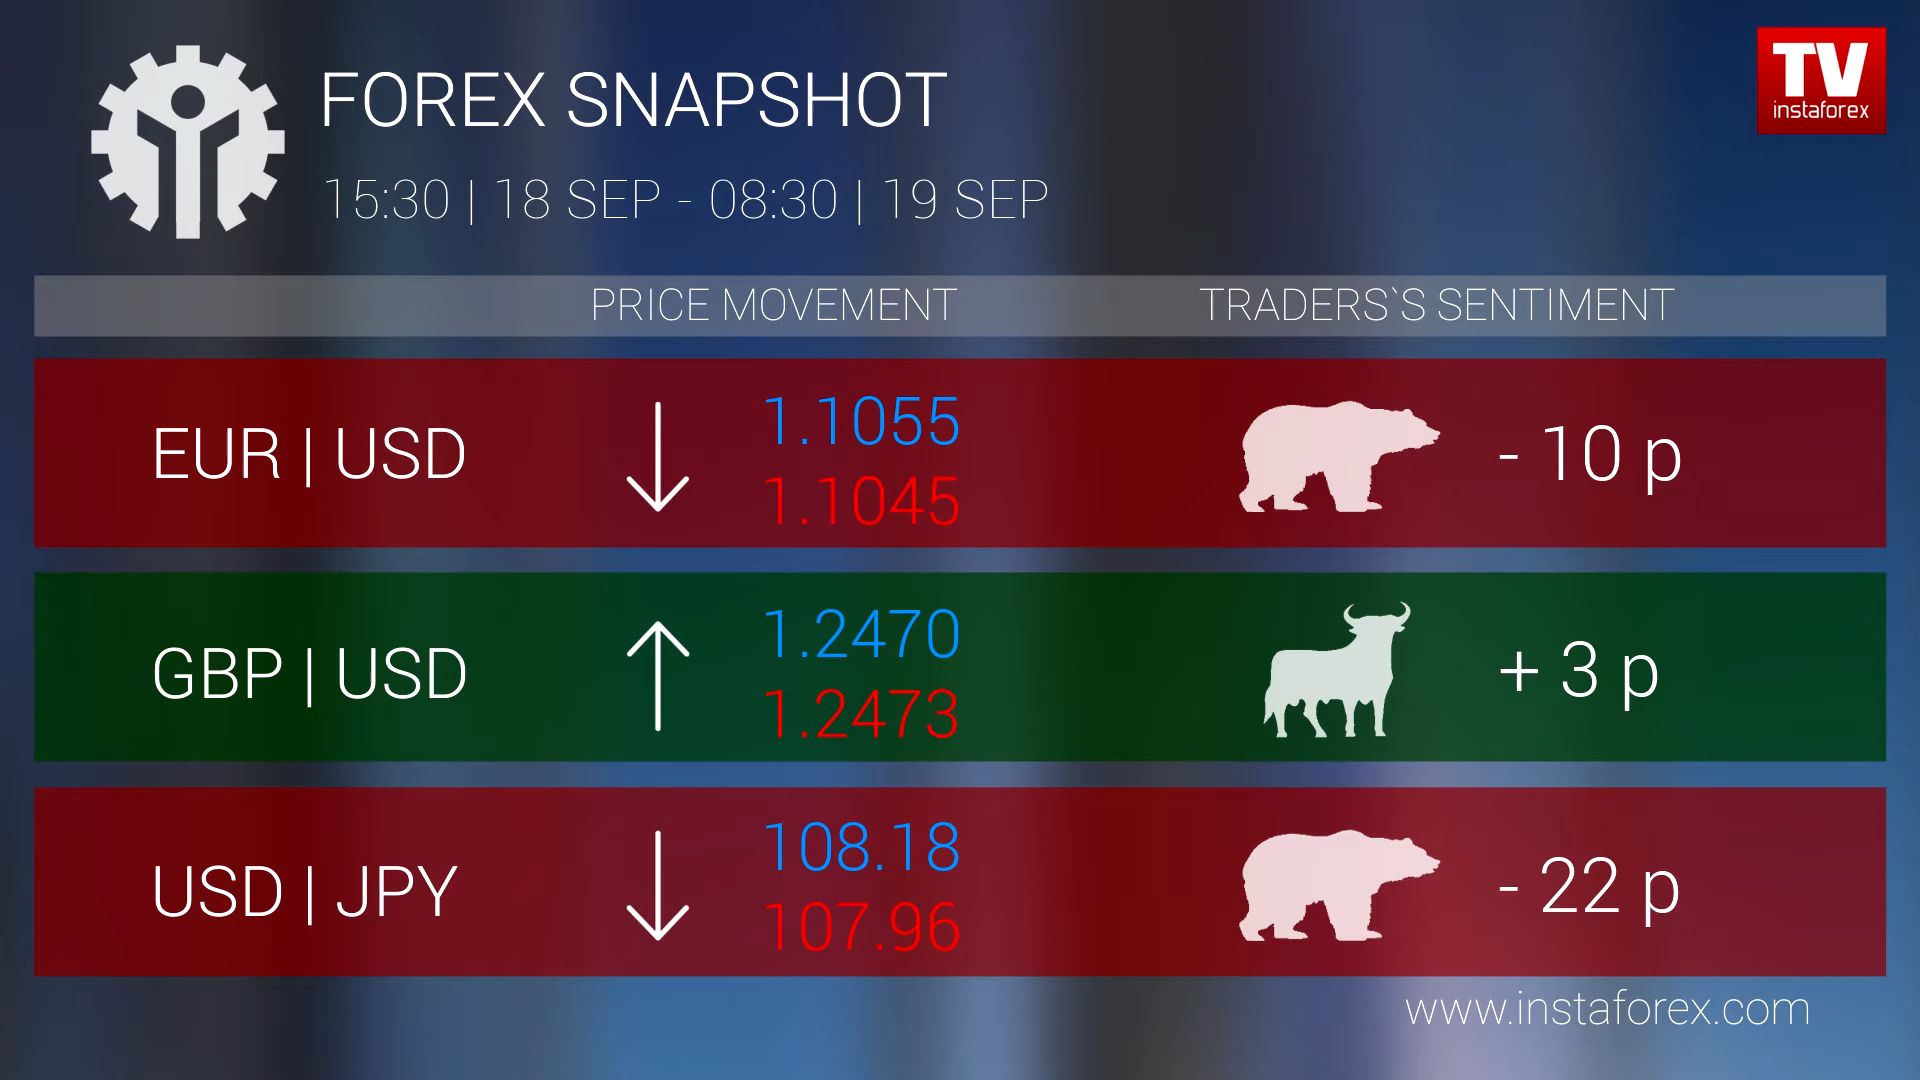 FOREX SNAPSHOT
TV
instaforex
15:30 | 18 SEP - 08:30 | 19 SEP
PRICE MOVEMENT TRADERS`S SENTIMENT
EUR | USD
1.1055
1.1045
- 10 p
GBP | USD
1.2470
1.2473
+ 3 p
USD | JPY
108.18
107.96
- 22 p
www.instaforex.com